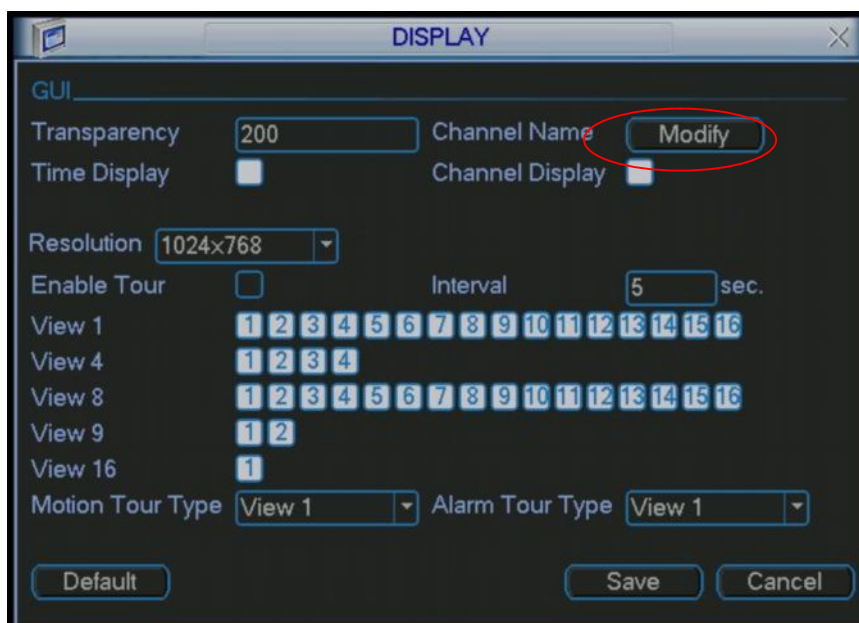 DISPLAY
GUI
Transparency 200 Channel Name Modify
Time Display Channel Display
Resolution 1024×768
Enable Tour Interval 5 sec.
View 1 1 2 3 4 5 6 7 8 9 10 11 12 13 14 15 16
View 4 1 2 3 4
View 8 1 2 3 4 5 6 7 8 9 10 11 12 13 14 15 16
View 9 1 2
View 16 1
Motion Tour Type View 1 Alarm Tour Type View 1
Default Save Cancel